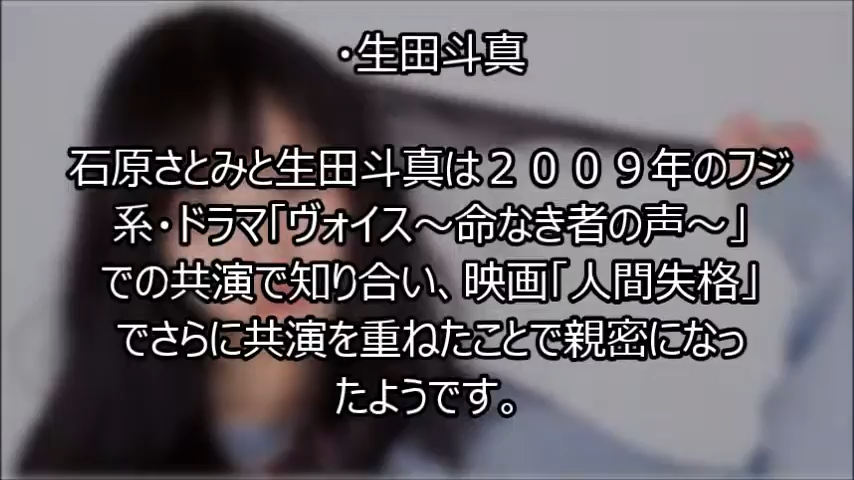 ・生田斗真
石原さとみと生田斗真は２００９年のフジ
系・ドラマ「ヴォイス～命なき者の声～」
での共演で知り合い、映画「人間失格」
でさらに共演を重ねたことで親密になっ
たようです。